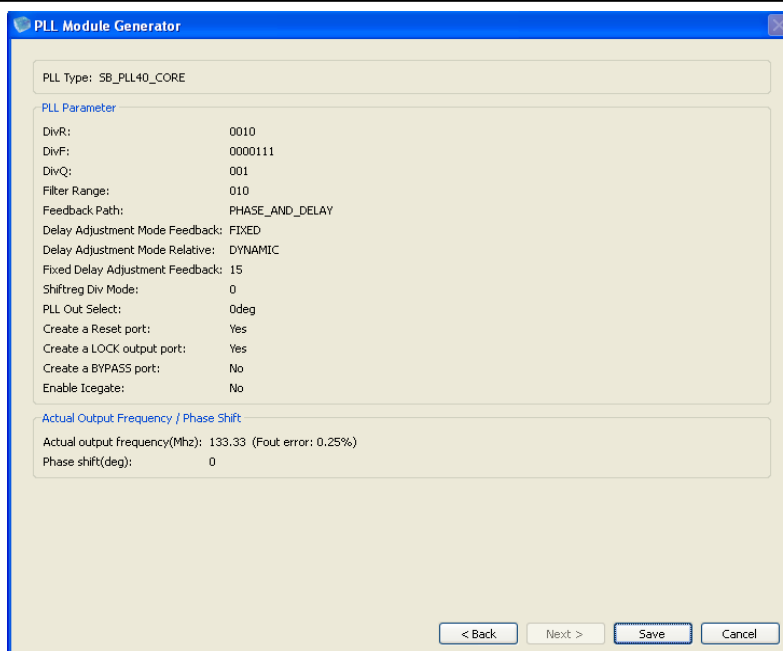 PLL Module Generator
PLL Type: SB_PLL40_CORE
PLL Parameter
DivR: 0010
DivF: 0000111
DivQ: 001
Filter Range: 010
Feedback Path: PHASE_AND_DELAY
Delay Adjustment Mode Feedback: FIXED
Delay Adjustment Mode Relative: DYNAMIC
Fixed Delay Adjustment Feedback: 15
Shiftreg Div Mode: 0
PLL Out Select: 0deg
Create a Reset port: Yes
Create a LOCK output port: Yes
Create a BYPASS port: No
Enable Icegate: No
Actual Output Frequency / Phase Shift
Actual output frequency(Mhz): 133.33 (Fout error: 0.25%)
Phase shift(deg): 0
< Back Next > Save Cancel